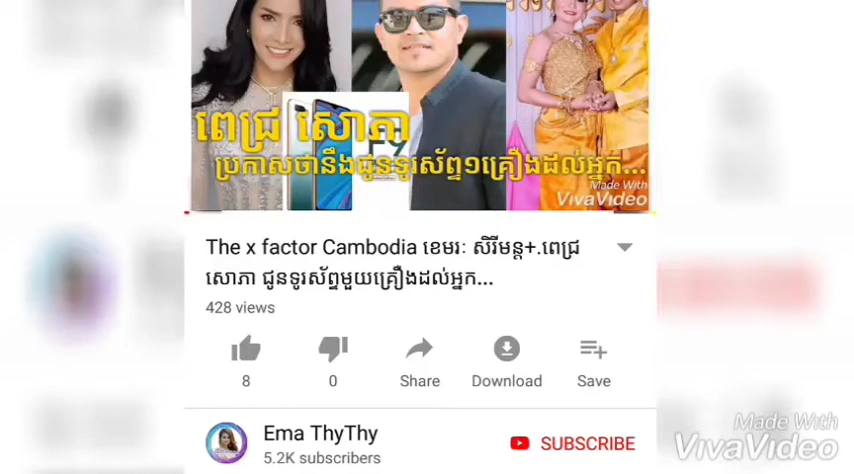 ពេជ្រ សោភា
F9
ប្រកាសថានឹងជូនទូរស័ព្ទ១គ្រឿងដល់អ្នក...
Made With
VivaVideo
The x factor Cambodia ខេមរៈ សិរីមន្ត+.ពេជ្រ
សោភា ជូនទូរស័ព្ទមួយគ្រឿងដល់អ្នក...
428 views
8
0
Share
Download
Save
Ema ThyThy
5.2K subscribers
SUBSCRIBE
Made With
VivaVideo